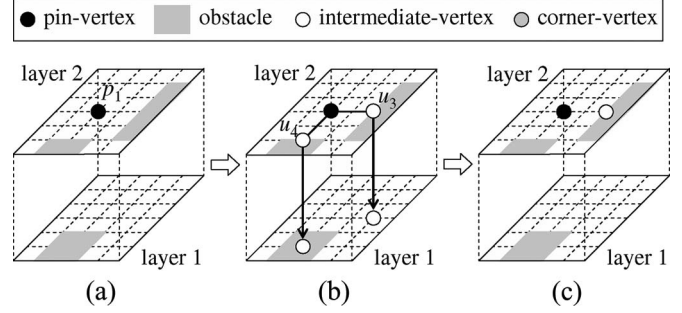 pin-vertex obstacle intermediate-vertex corner-vertex
layer 2 layer 2 layer 2
p1
u3
u4
layer 1 layer 1 layer 1
(a) (b) (c)